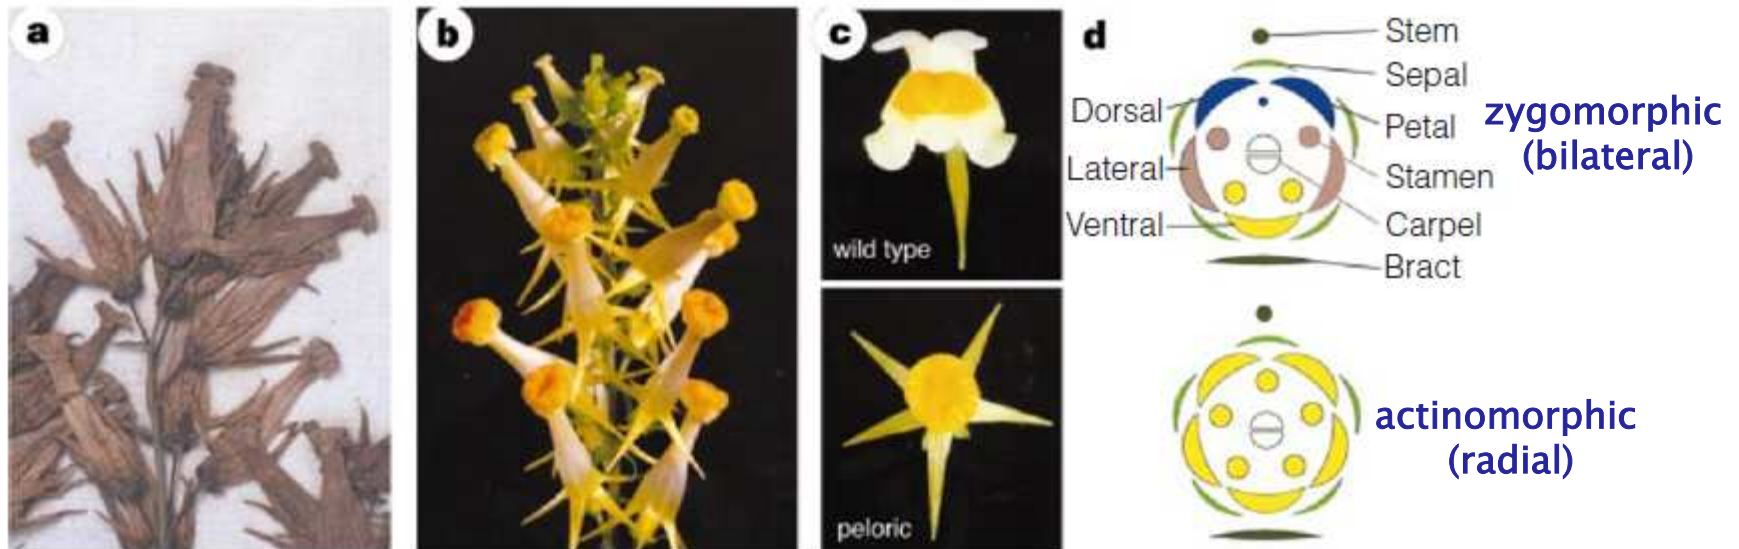 a
b
c
d
wild type
peloric
Stem
Sepal
Dorsal
Petal
zygomorphic
(bilateral)
Lateral
Stamen
Ventral
Carpel
Bract
actinomorphic
(radial)